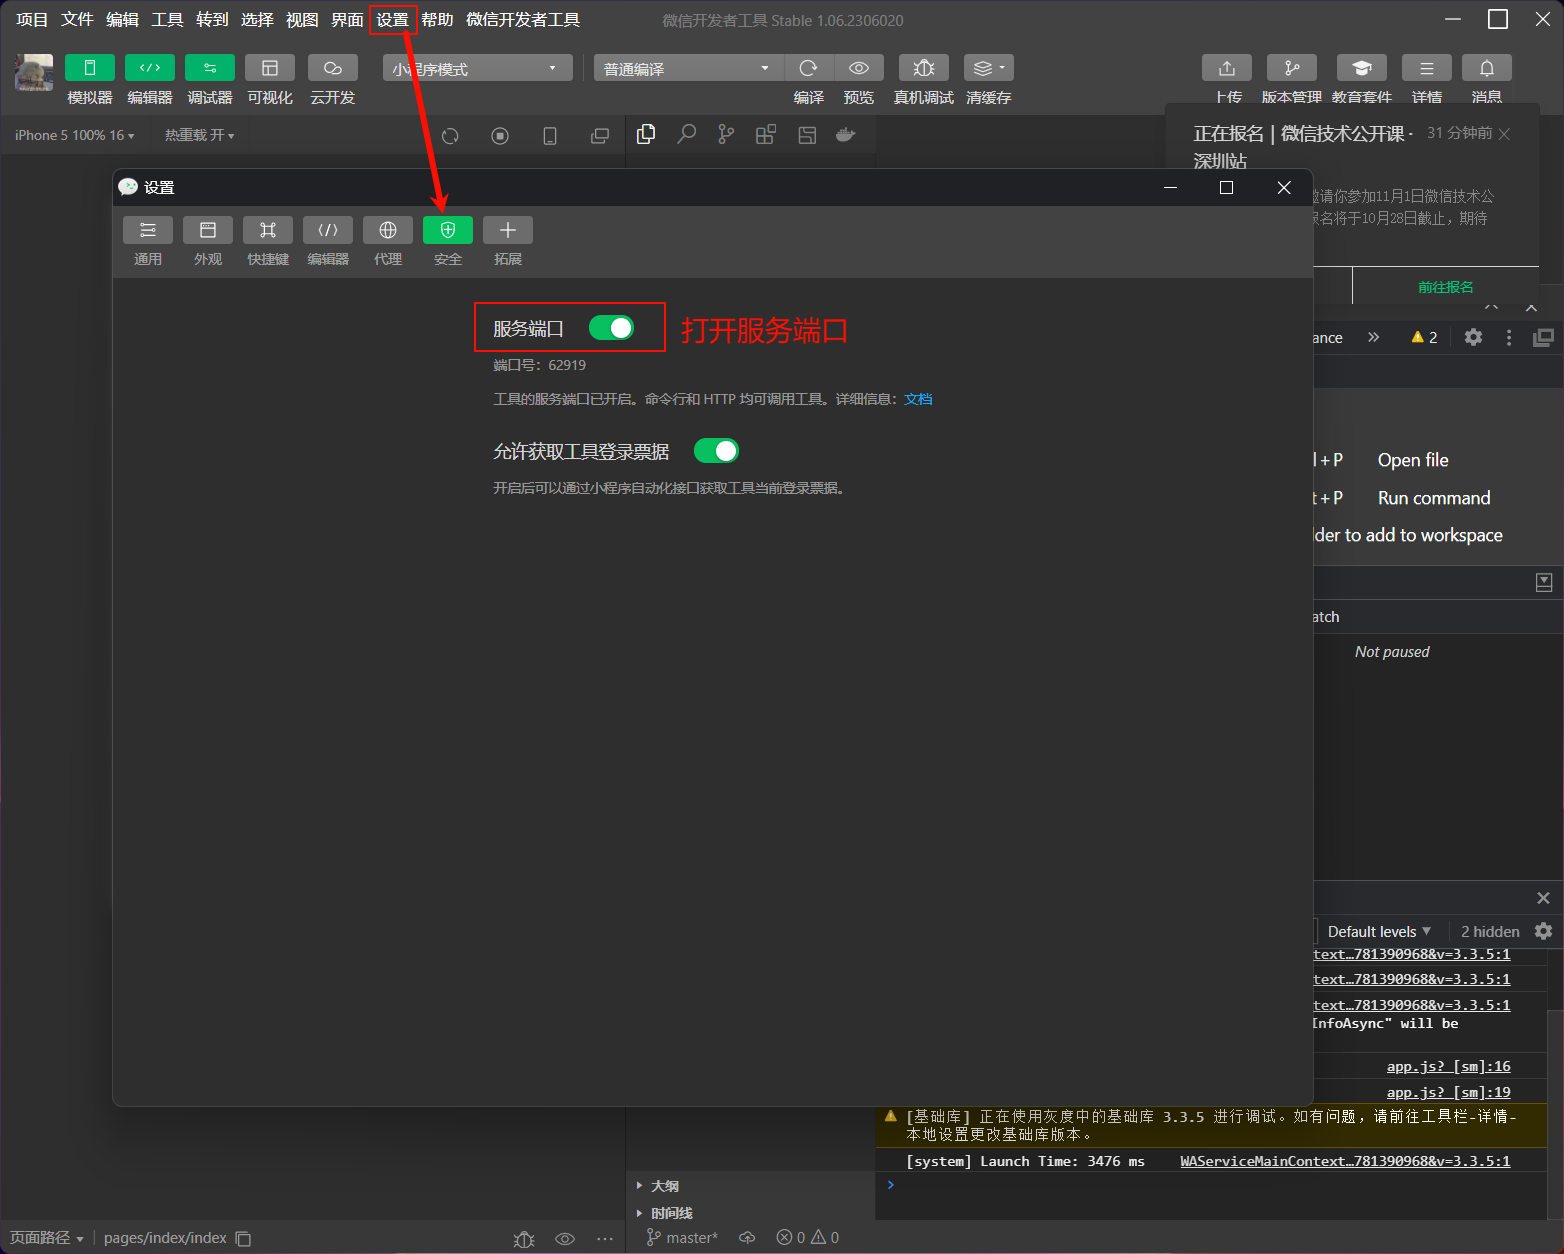 项目 文件 编辑 工具 转到 选择 视图 界面 设置 帮助 微信开发者工具 微信开发者工具 Stable 1.06.2306020
小程序模式 普通编译
模拟器 编辑器 调试器 可视化 云开发 编译 预览 真机调试 清缓存 上传 版本管理 教育套件 详情 消息
iPhone 5 100% 16 热重载 开
正在报名 | 微信技术公开课 · 31 分钟前
深圳站
邀请你参加11月1日微信技术公
报名将于10月28日截止，期待
前往报名
设置
通用 外观 快捷键 编辑器 代理 安全 拓展
服务端口 打开服务端口
端口号：62919
工具的服务端口已开启。命令行和 HTTP 均可调用工具。详细信息：文档
允许获取工具登录票据
开启后可以通过小程序自动化接口获取工具当前登录票据。
ance 2
l + P Open file
t + P Run command
lder to add to workspace
atch
Not paused
Default levels 2 hidden
text…781390968&v=3.3.5:1
text…781390968&v=3.3.5:1
text…781390968&v=3.3.5:1
InfoAsync" will be
app.js? [sm]:16
app.js? [sm]:19
[基础库] 正在使用灰度中的基础库 3.3.5 进行调试。如有问题，请前往工具栏-详情-
本地设置更改基础库版本。
[system] Launch Time: 3476 ms WAServiceMainContext…781390968&v=3.3.5:1
大纲
时间线
页面路径 pages/index/index master* 0 0